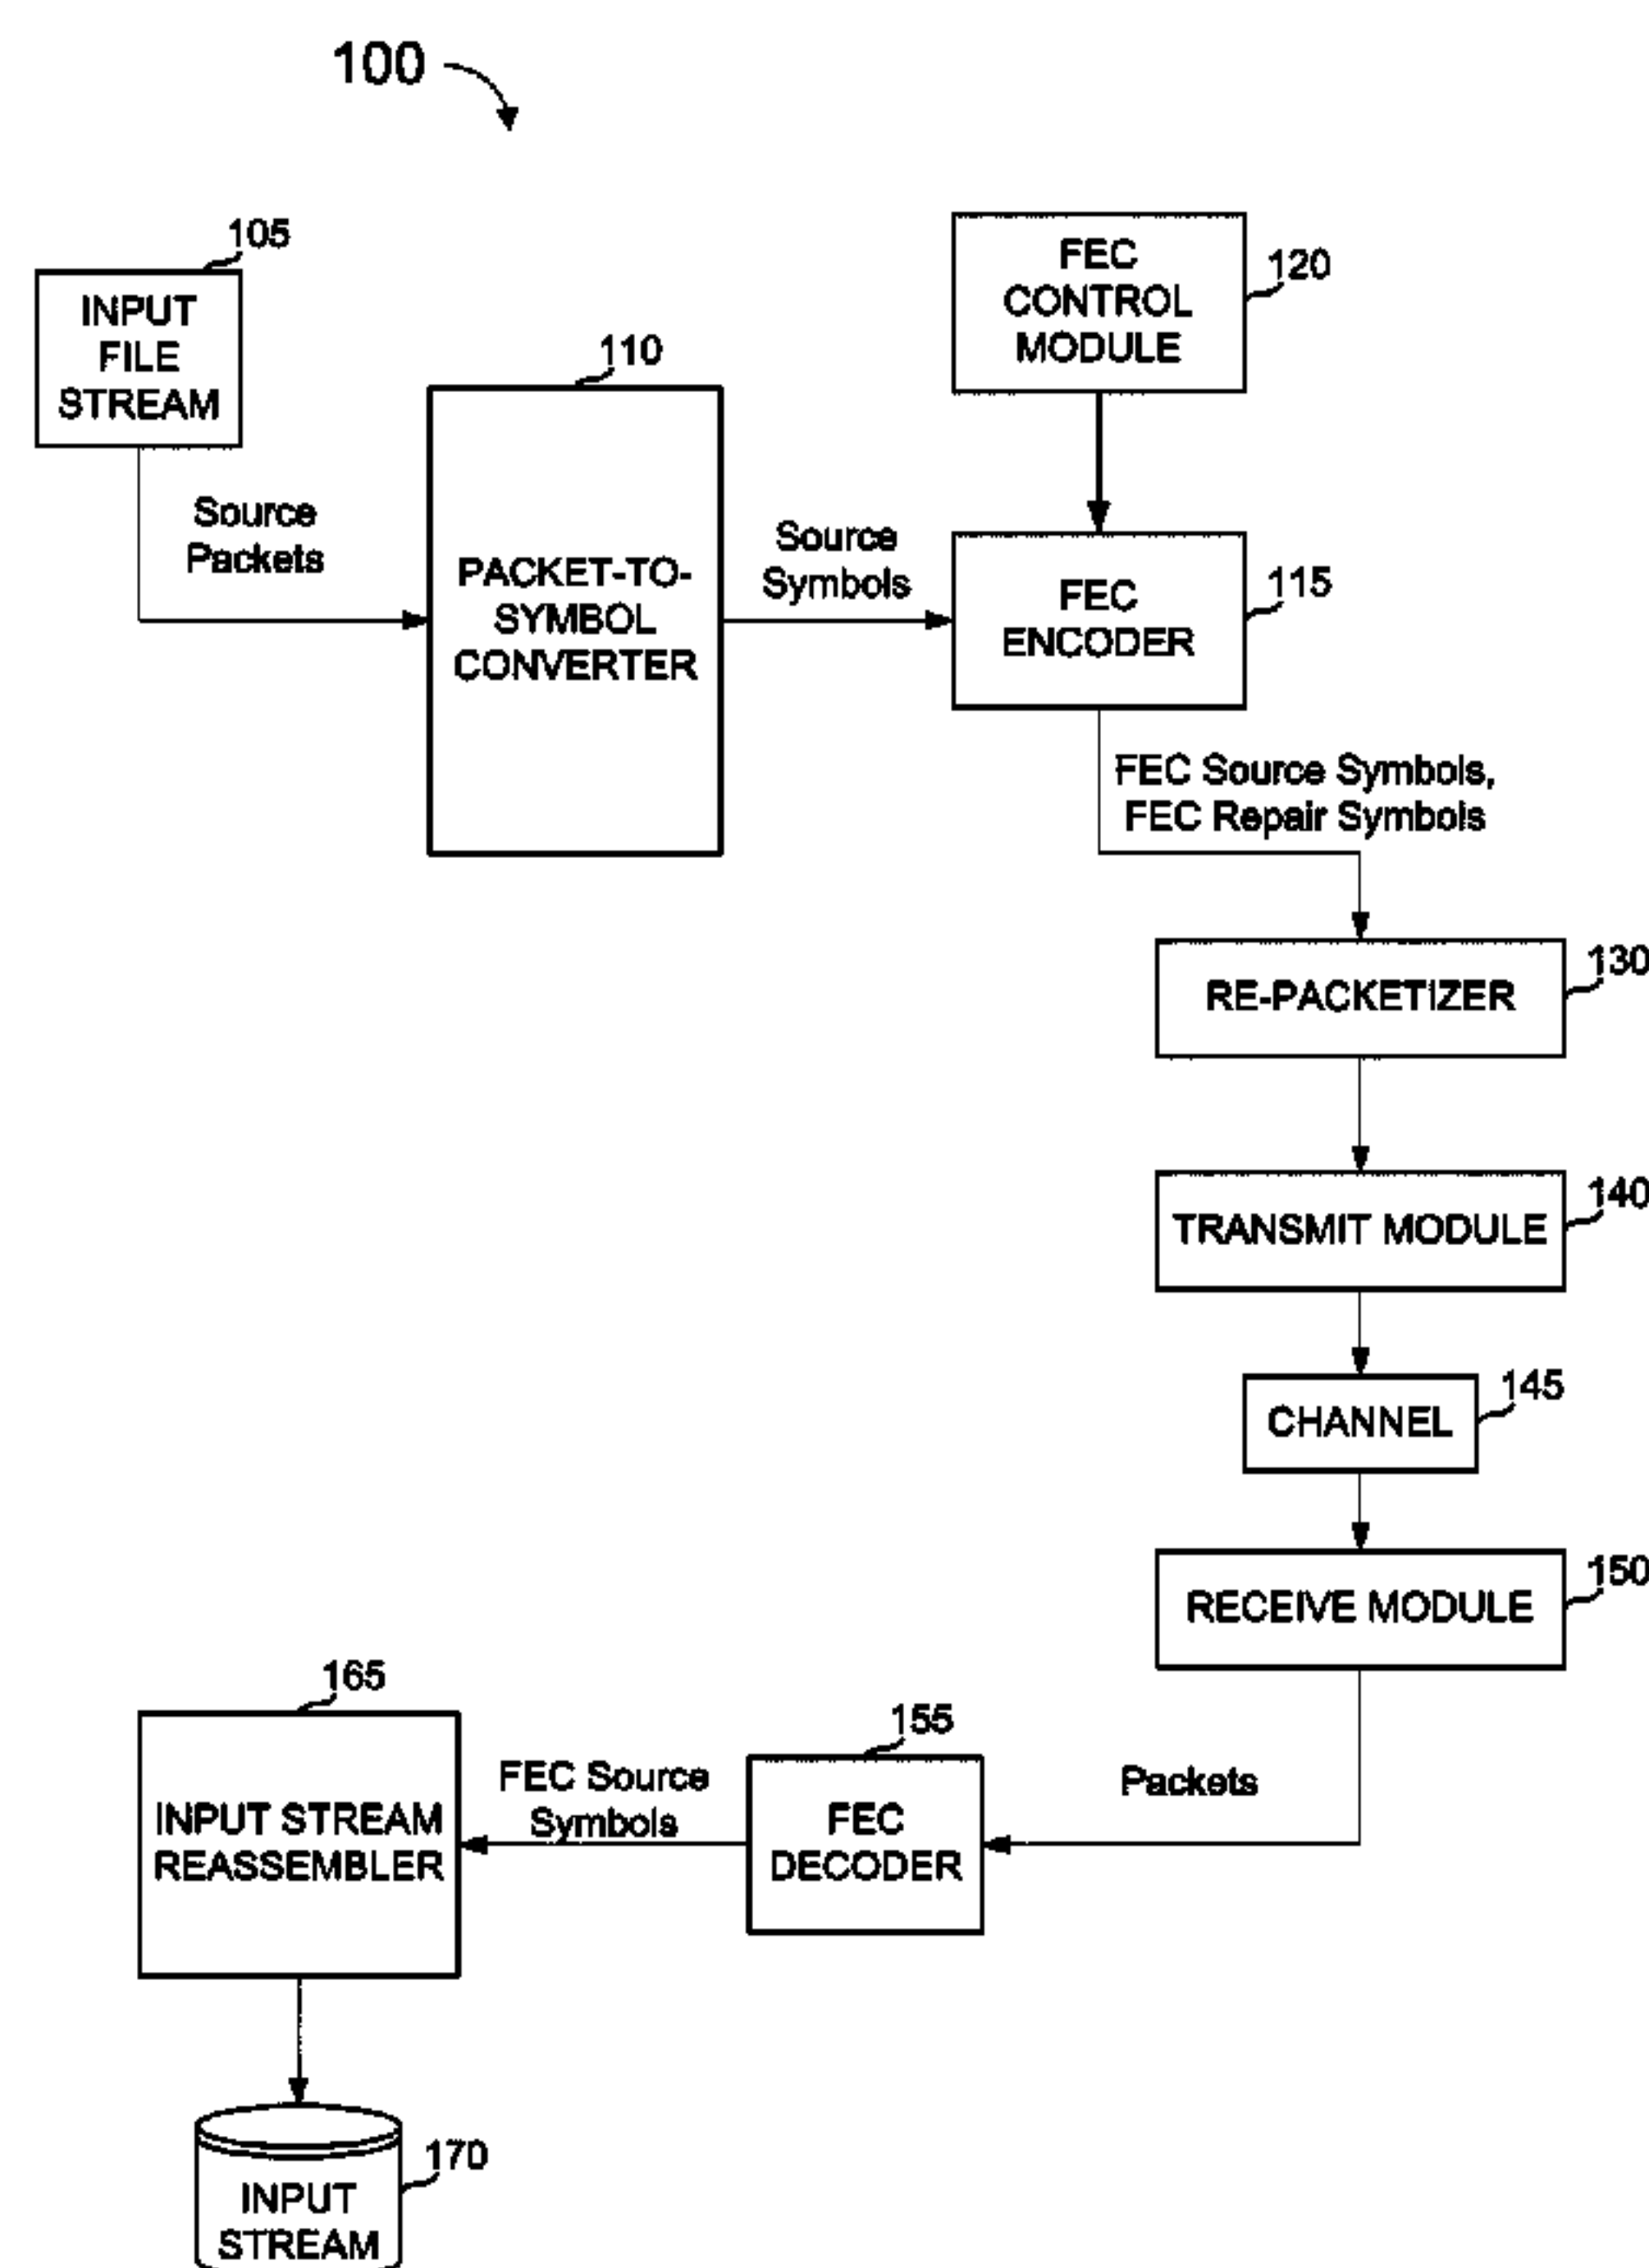 100
105
INPUT
FILE
STREAM
Source
Packets
110
PACKET-TO-
SYMBOL
CONVERTER
Source
Symbols
FEC
CONTROL
MODULE
120
FEC
ENCODER
115
FEC Source Symbols,
FEC Repair Symbols
RE-PACKETIZER
130
TRANSMIT MODULE
140
CHANNEL
145
RECEIVE MODULE
150
Packets
155
FEC
DECODER
FEC Source
Symbols
165
INPUT STREAM
REASSEMBLER
170
INPUT
STREAM